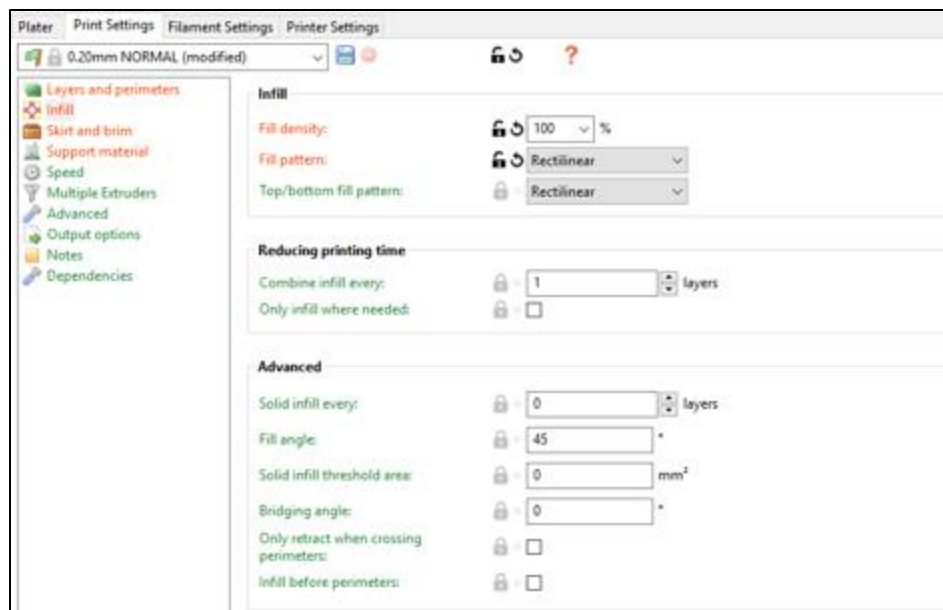 Plater Print Settings Filament Settings Printer Settings
0.20mm NORMAL (modified) ?
Layers and perimeters
Infill
Skirt and brim
Support material
Speed
Multiple Extruders
Advanced
Output options
Notes
Dependencies
Infill
Fill density: 100 %
Fill pattern: Rectilinear
Top/bottom fill pattern: Rectilinear
Reducing printing time
Combine infill every: 1 layers
Only infill where needed:
Advanced
Solid infill every: 0 layers
Fill angle: 45 °
Solid infill threshold area: 0 mm²
Bridging angle: 0 °
Only retract when crossing
perimeters:
Infill before perimeters: